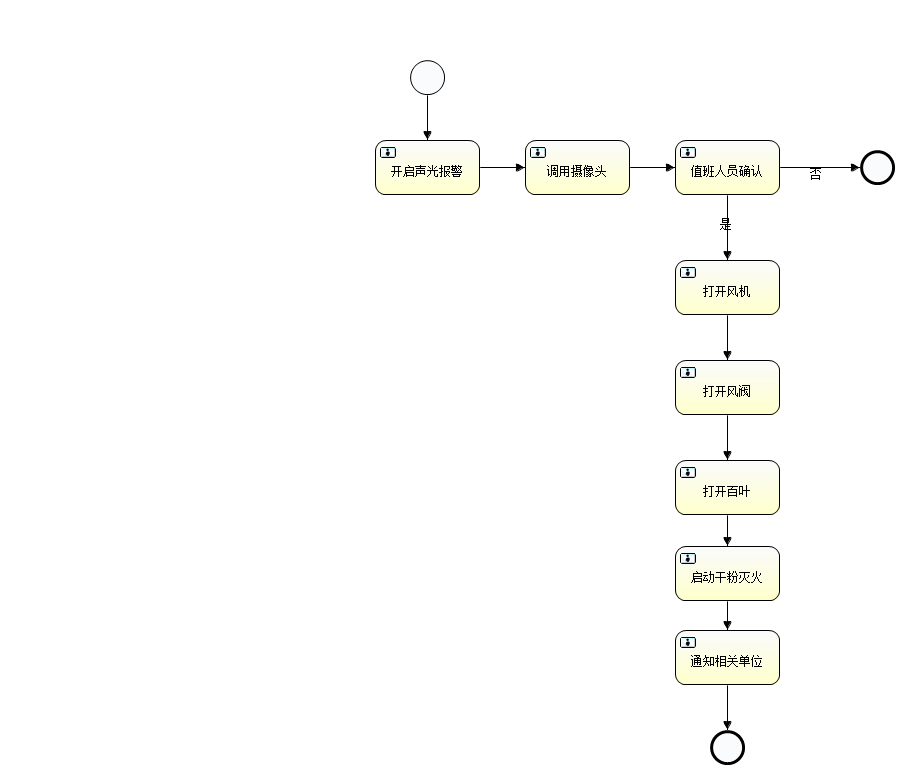 开启声光报警
调用摄像头
值班人员确认
否
是
打开风机
打开风阀
打开百叶
启动干粉灭火
通知相关单位